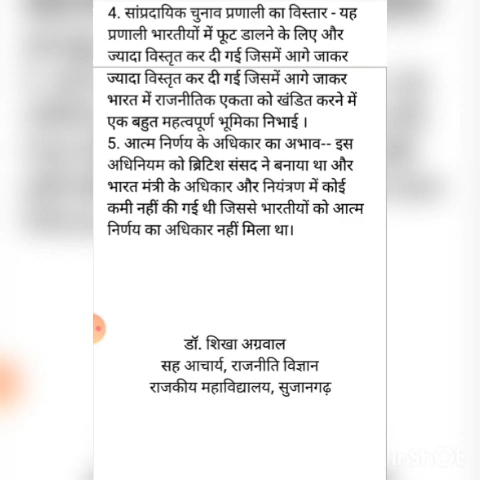 4. सांप्रदायिक चुनाव प्रणाली का विस्तार - यह
प्रणाली भारतीयों में फूट डालने के लिए और
ज्यादा विस्तृत कर दी गई जिसमें आगे जाकर
ज्यादा विस्तृत कर दी गई जिसमें आगे जाकर
भारत में राजनीतिक एकता को खंडित करने में
एक बहुत महत्वपूर्ण भूमिका निभाई ।
5. आत्म निर्णय के अधिकार का अभाव-- इस
अधिनियम को ब्रिटिश संसद ने बनाया था और
भारत मंत्री के अधिकार और नियंत्रण में कोई
कमी नहीं की गई थी जिससे भारतीयों को आत्म
निर्णय का अधिकार नहीं मिला था।
डॉ. शिखा अग्रवाल
सह आचार्य, राजनीति विज्ञान
राजकीय महाविद्यालय, सुजानगढ़